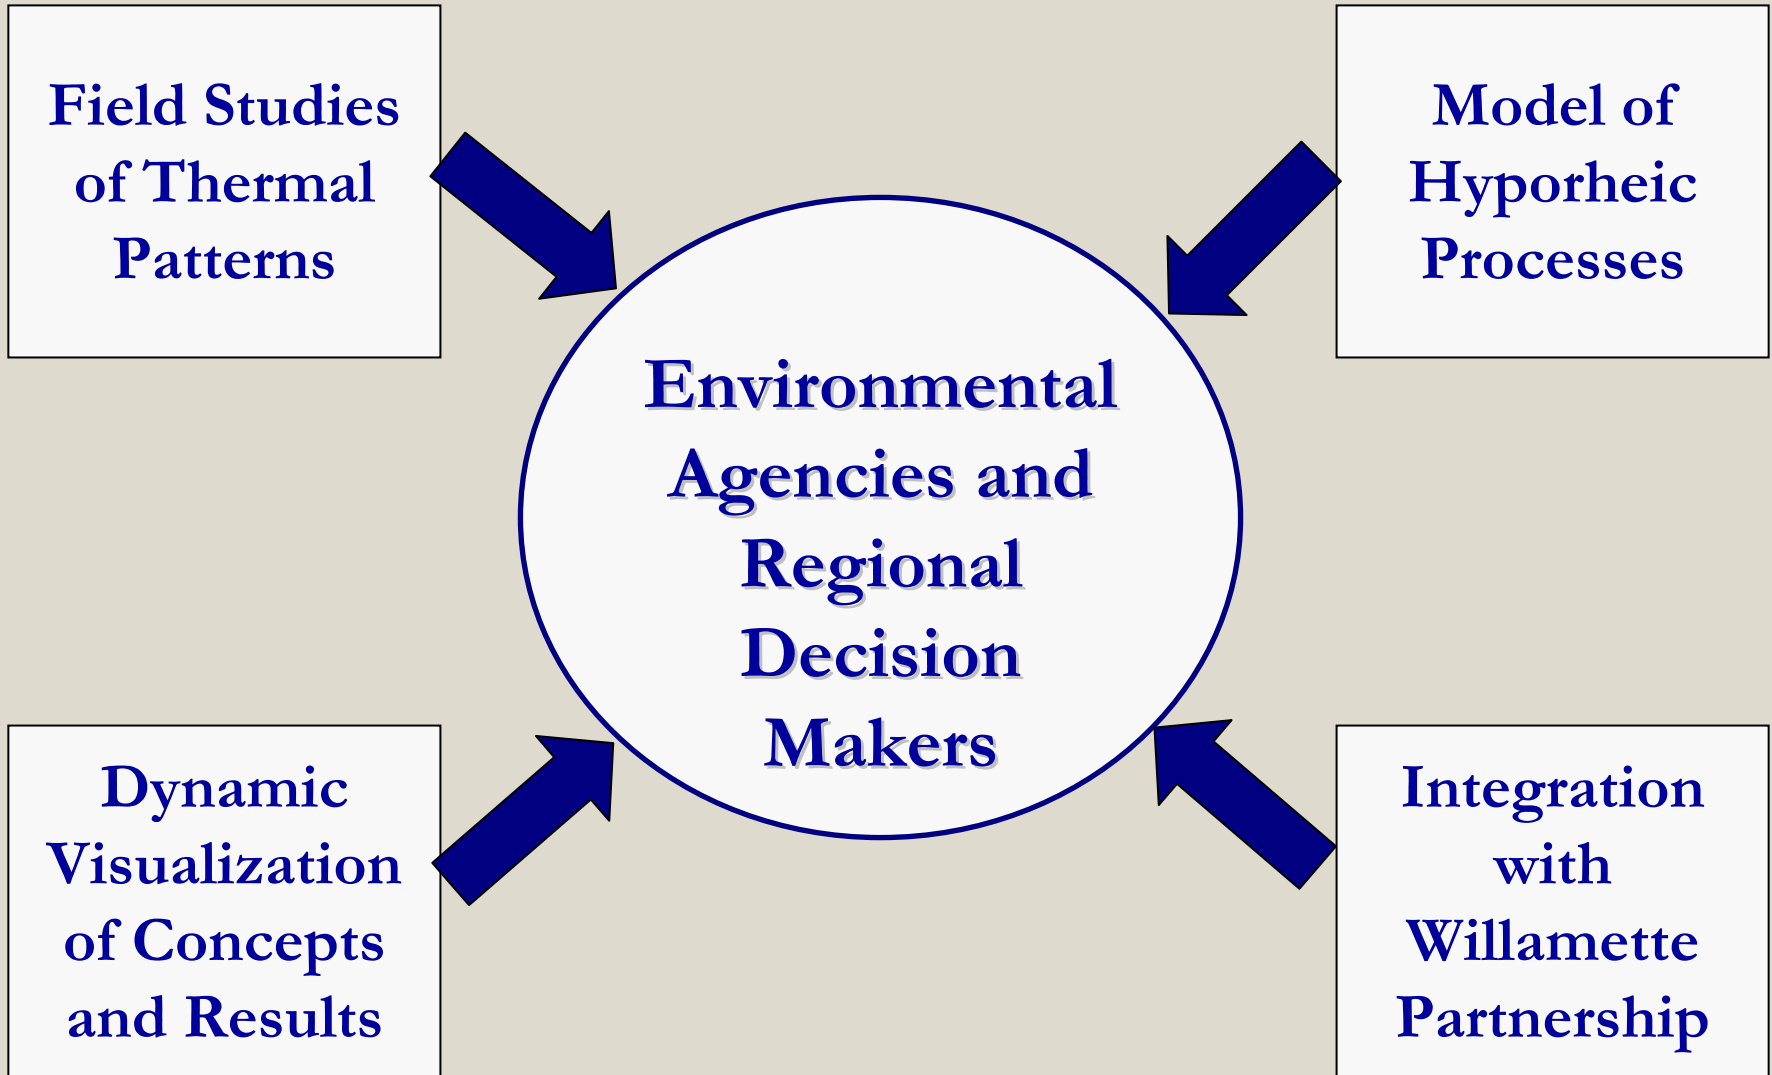 Field Studies
of Thermal
Patterns
Model of
Hyporheic
Processes
Environmental
Agencies and
Regional
Decision
Makers
Dynamic
Visualization
of Concepts
and Results
Integration
with
Willamette
Partnership